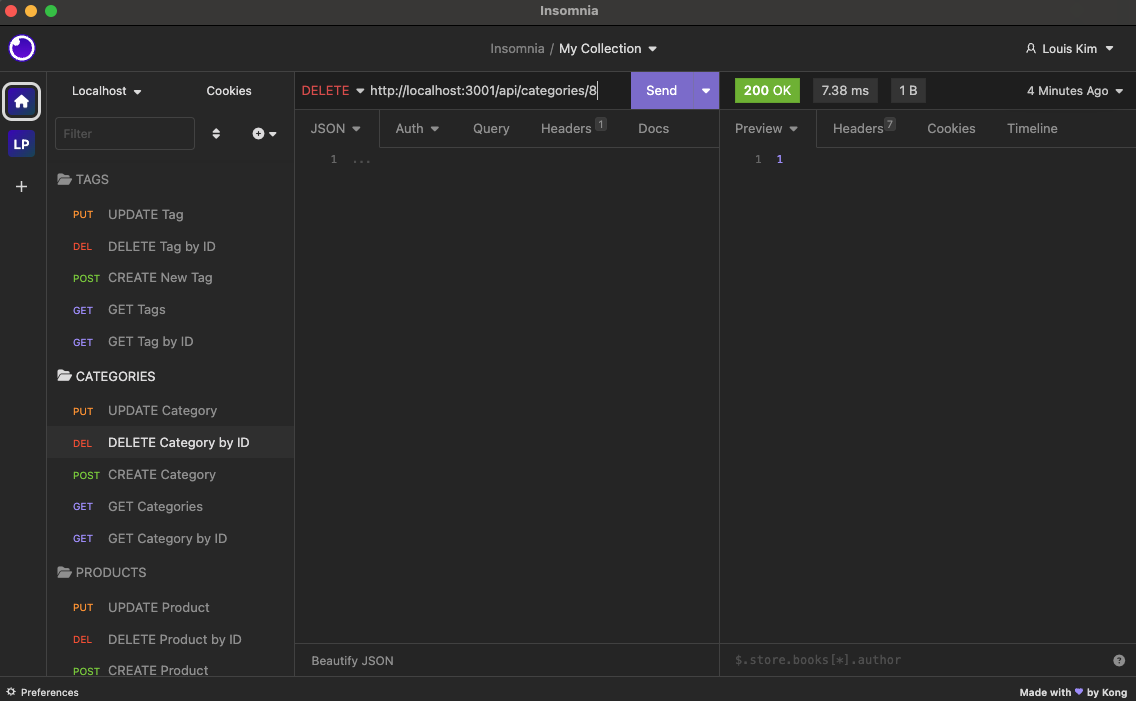 Insomnia
Insomnia / My Collection
Louis Kim
LP
Localhost
Cookies
Filter
TAGS
PUT UPDATE Tag
DEL DELETE Tag by ID
POST CREATE New Tag
GET GET Tags
GET GET Tag by ID
CATEGORIES
PUT UPDATE Category
DEL DELETE Category by ID
POST CREATE Category
GET GET Categories
GET GET Category by ID
PRODUCTS
PUT UPDATE Product
DEL DELETE Product by ID
POST CREATE Product
DELETE http://localhost:3001/api/categories/8 Send
JSON Auth Query Headers 1 Docs
1 ...
Beautify JSON
200 OK 7.38 ms 1 B 4 Minutes Ago
Preview Headers 7 Cookies Timeline
1 1
$.store.books[*].author ?
Preferences
Made with 💜 by Kong